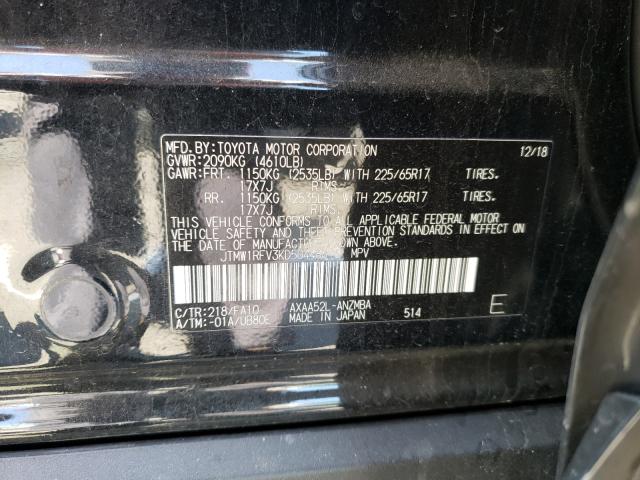 MFD. BY: TOYOTA MOTOR CORPORATION 12/18
GVWR: 2090KG (4610LB)
GAWR: FRT. 1150KG (2535LB) WITH 225/65R17 TIRES.
17X7J RIMS
RR. 1150KG (2535LB) WITH 225/65R17 TIRES.
17X7J RIMS
THIS VEHICLE CONFORMS TO ALL APPLICABLE FEDERAL MOTOR
VEHICLE SAFETY AND THEFT PREVENTION STANDARDS IN EFFECT
ON THE DATE OF MANUFACTURE SHOWN ABOVE.
MPV
C/TR: 218/FA10 AXAA52L-ANZMBA
A/TM: -01A/UB80E MADE IN JAPAN 514 E